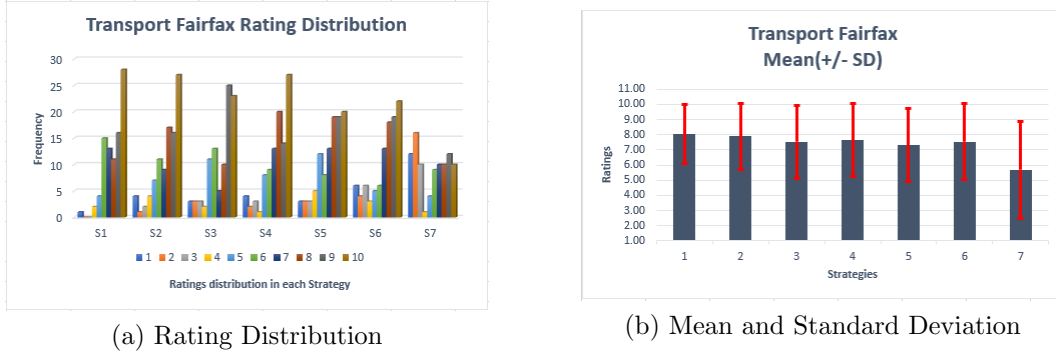 Transport Fairfax Rating Distribution
30
25
20
15
10
5
0
Frequency
S1 S2 S3 S4 S5 S6 S7
1 2 3 4 5 6 7 8 9 10
Ratings distribution in each Strategy
(a) Rating Distribution
Transport Fairfax
Mean(+/- SD)
11.00
10.00
9.00
8.00
7.00
6.00
5.00
4.00
3.00
2.00
1.00
Ratings
1 2 3 4 5 6 7
Strategies
(b) Mean and Standard Deviation